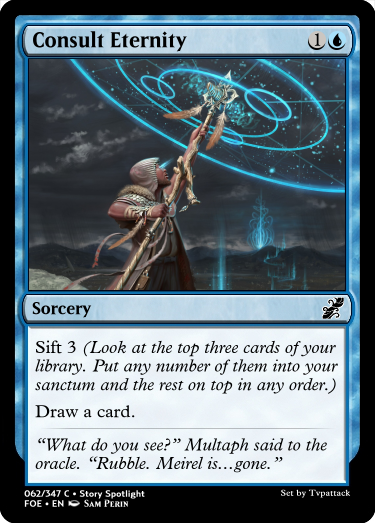 Consult Eternity
1
Sorcery
Sift 3 (Look at the top three cards of your
library. Put any number of them into your
sanctum and the rest on top in any order.)
Draw a card.
“What do you see?” Multaph said to the
oracle. “Rubble. Meirel is…gone.”
062/347 C • Story Spotlight
Set by Tvpattack
FOE • EN Sam Perin